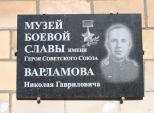 МУЗЕЙ
БОЕВОЙ
СЛАВЫ ИМЕНИ
ГЕРОЯ СОВЕТСКОГО СОЮЗА
ВАРЛАМОВА
НИКОЛАЯ ГАВРИЛОВИЧА